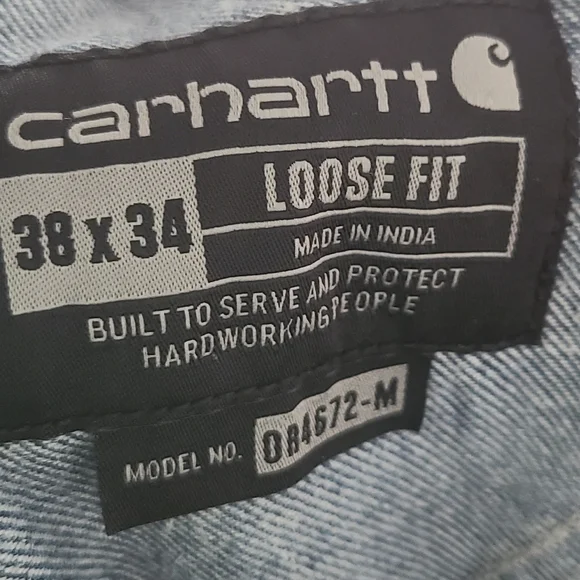 carhartt
38 X 34
LOOSE FIT
MADE IN INDIA
BUILT TO SERVE AND PROTECT
HARDWORKING PEOPLE
MODEL NO. OR4672-M